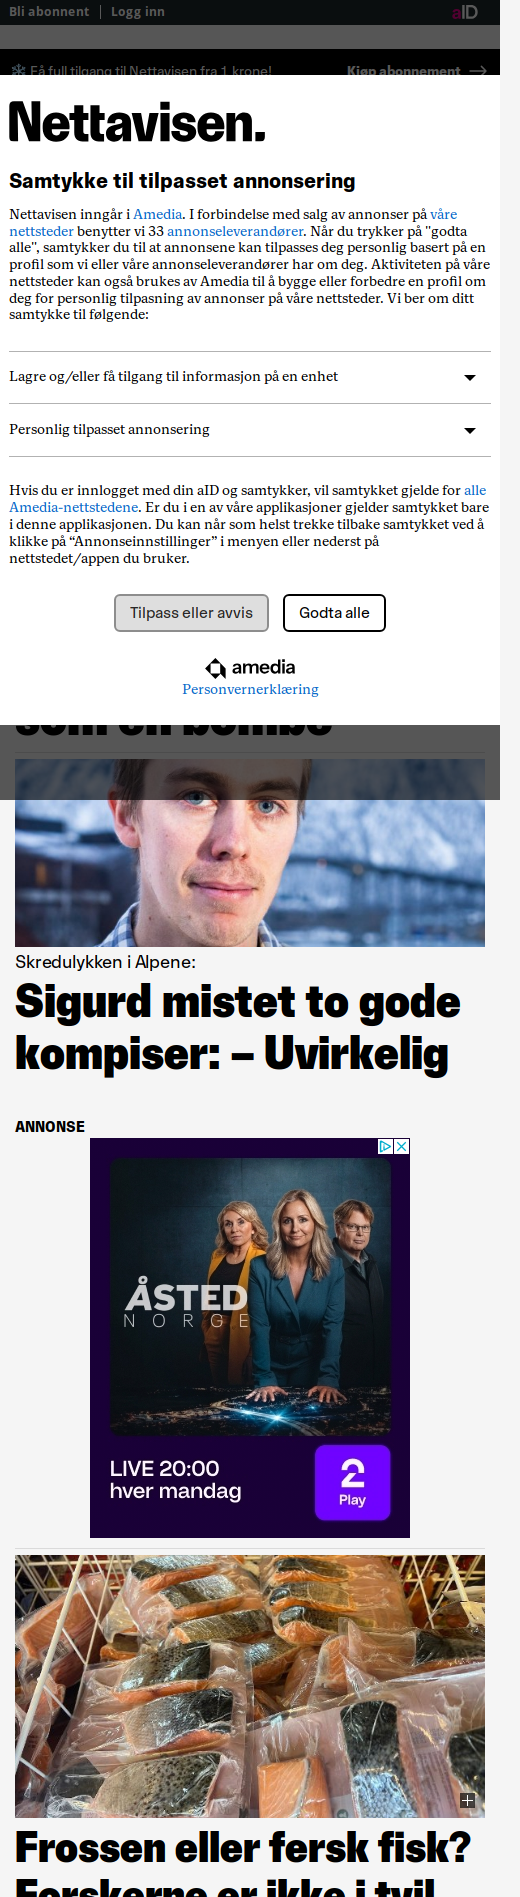 Bli abonnent | Logg inn
aID
Få full tilgang til Nettavisen fra 1 krone!
Kjøp abonnement
Nettavisen.
Samtykke til tilpasset annonsering
Nettavisen inngår i Amedia. I forbindelse med salg av annonser på våre
nettsteder benytter vi 33 annonseleverandører. Når du trykker på "godta
alle", samtykker du til at annonsene kan tilpasses deg personlig basert på en
profil som vi eller våre annonseleverandører har om deg. Aktiviteten på våre
nettsteder kan også brukes av Amedia til å bygge eller forbedre en profil om
deg for personlig tilpasning av annonser på våre nettsteder. Vi ber om ditt
samtykke til følgende:
Lagre og/eller få tilgang til informasjon på en enhet
Personlig tilpasset annonsering
Hvis du er innlogget med din aID og samtykker, vil samtykket gjelde for alle
Amedia-nettstedene. Er du i en av våre applikasjoner gjelder samtykket bare
i denne applikasjonen. Du kan når som helst trekke tilbake samtykket ved å
klikke på “Annonseinnstillinger” i menyen eller nederst på
nettstedet/appen du bruker.
Tilpass eller avvis
Godta alle
amedia
Personvernerklæring
som en bombe
Skredulykken i Alpene:
Sigurd mistet to gode
kompiser: – Uvirkelig
ANNONSE
ÅSTED
NORGE
LIVE 20:00
hver mandag
2
Play
Frossen eller fersk fisk?
Forskerne er ikke i tvil